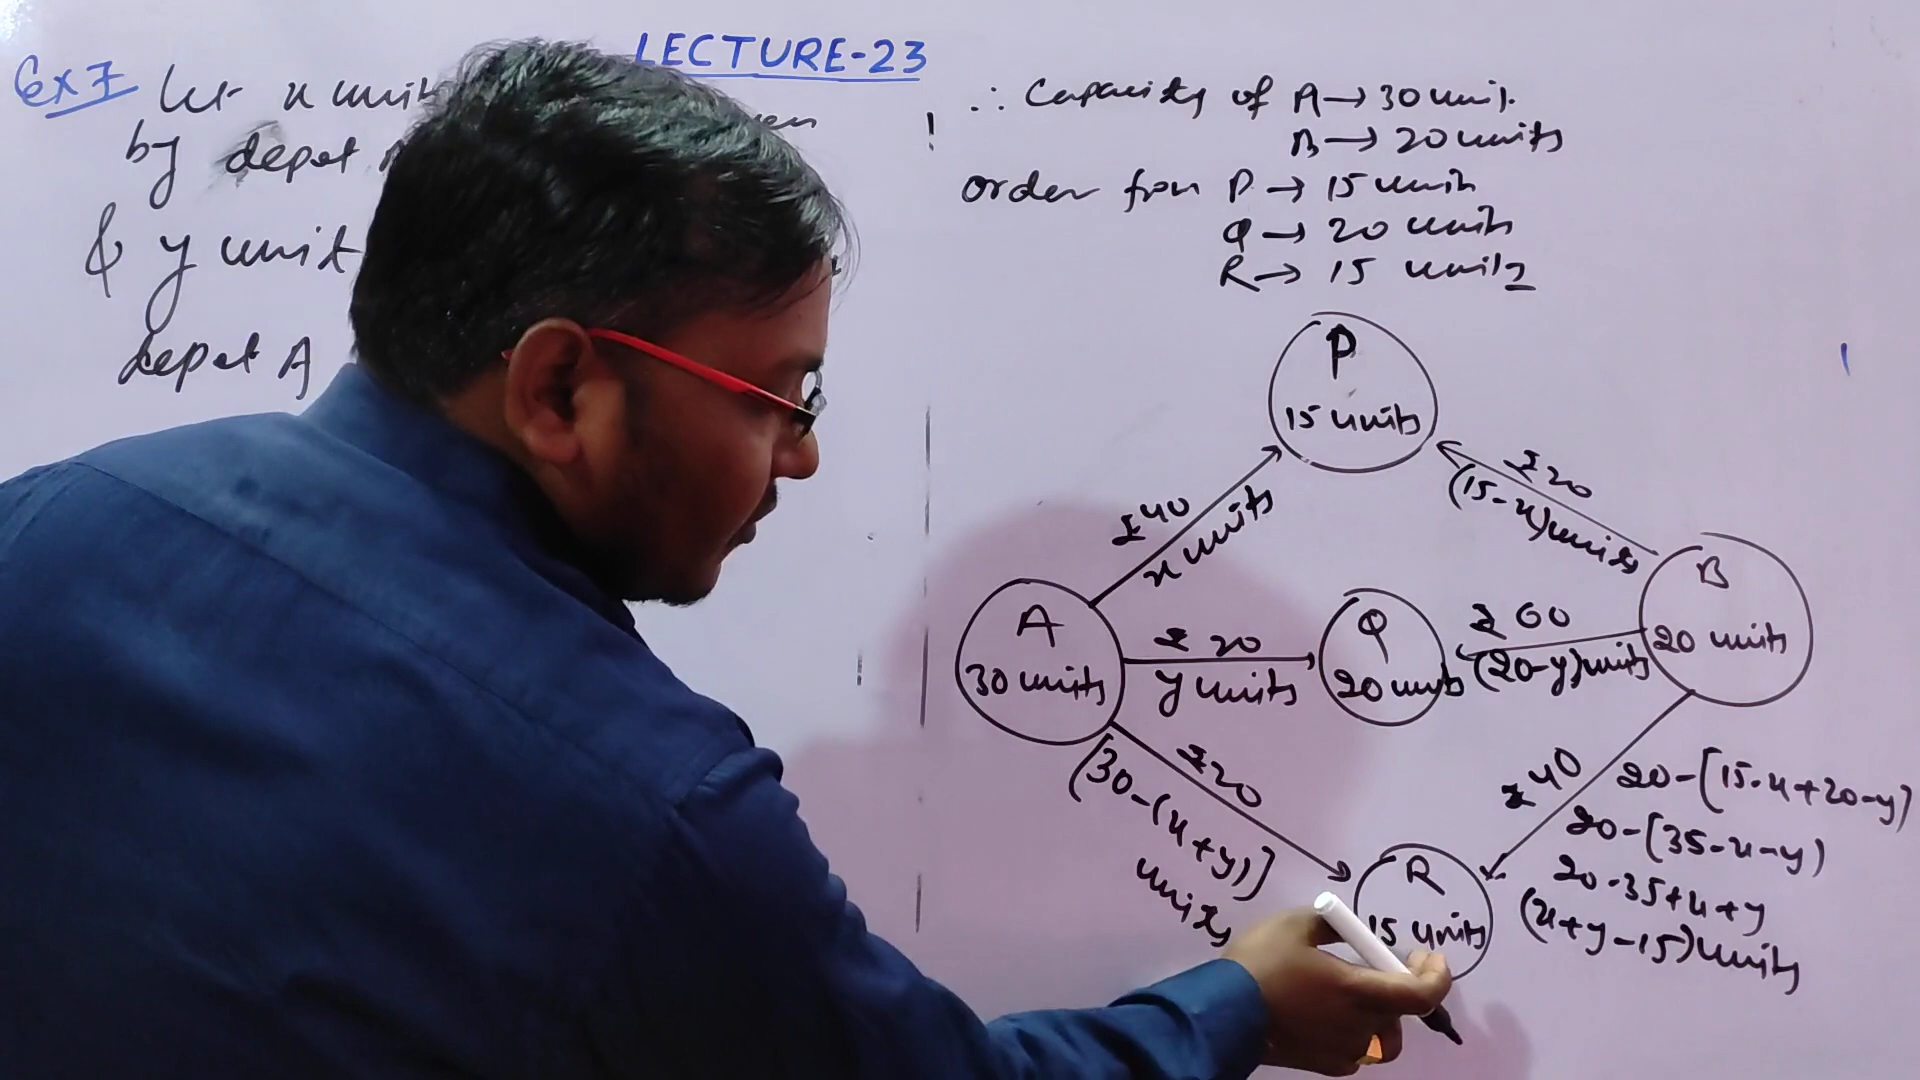 LECTURE-23
Ex 7 Let x unit
by depot
& y unit
depot A
∴ Capacity of A → 30 unit.
B → 20 units
order from P → 15 unit
Q → 20 units
R → 15 units
P
15 units
₹ 40
x units
₹ 20
(15-x) units
A
30 units
₹ 20
y units
Q
20 units
₹ 60
(20-y) units
B
20 units
₹ 20
[30-(x+y)]
units
₹ 40
20-[15-x+20-y]
20-[35-x-y)
20-35+x+y
(x+y-15) units
R
15 units